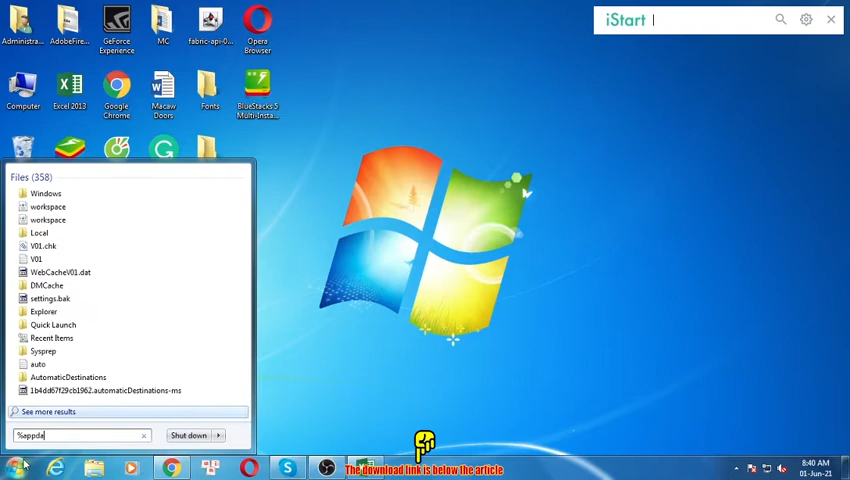 iStart
Administra...
AdobeFire...
GeForce Experience
MC
fabric-api-0...
Opera Browser
Computer
Excel 2013
Google Chrome
Macaw Doors
Fonts
BlueStacks 5 Multi-Insta...
Files (358)
Windows
workspace
workspace
Local
V01.chk
V01
WebCacheV01.dat
DMCache
settings.bak
Explorer
Quick Launch
Recent Items
Sysprep
auto
AutomaticDestinations
1b4dd67f29cb1962.automaticDestinations-ms
See more results
%appda
Shut down
The download link is below the article
8:40 AM
01-Jun-21